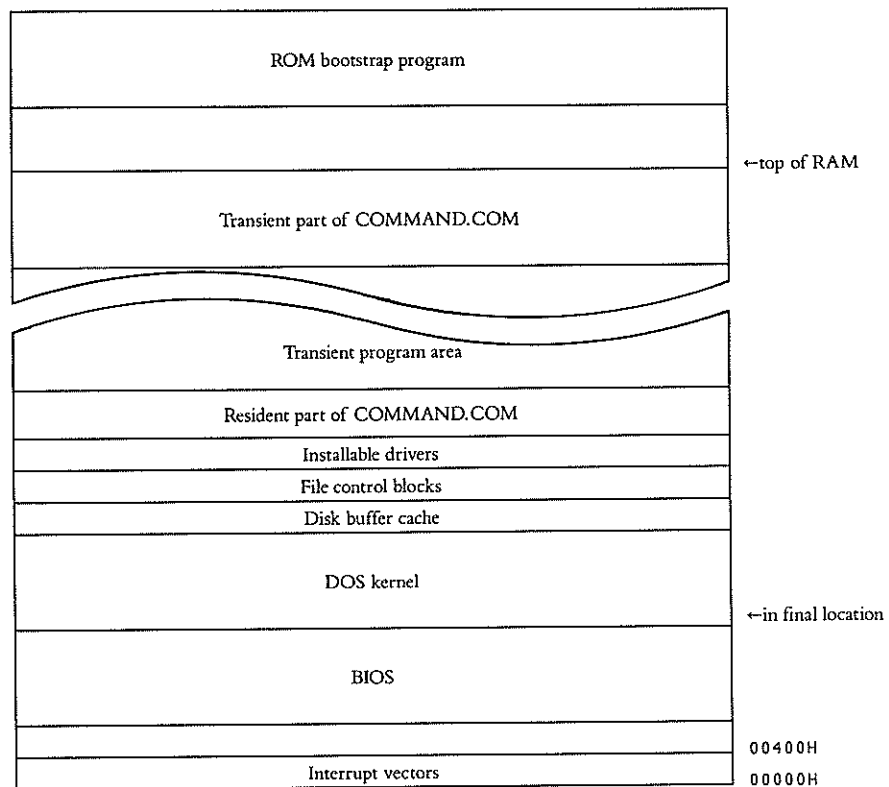 ROM bootstrap program
←top of RAM
Transient part of COMMAND.COM
Transient program area
Resident part of COMMAND.COM
Installable drivers
File control blocks
Disk buffer cache
DOS kernel
←in final location
BIOS
00400H
Interrupt vectors
00000H